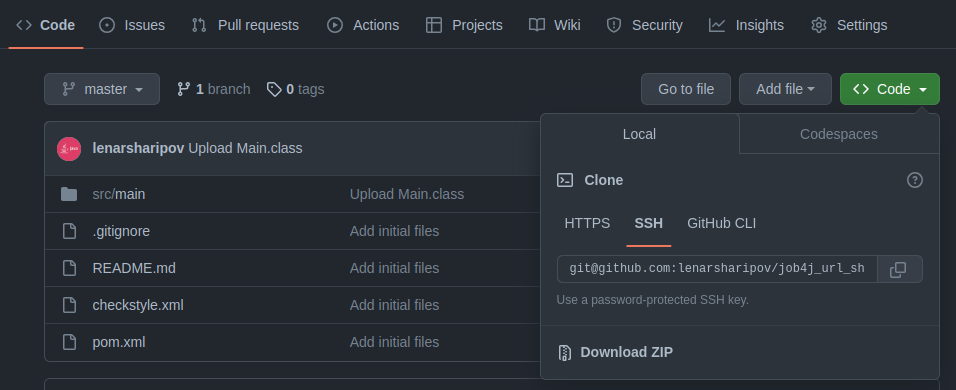 Code Issues Pull requests Actions Projects Wiki Security Insights Settings
master 1 branch 0 tags Go to file Add file Code
Local Codespaces
lenarsharipov Upload Main.class
Clone
src/main Upload Main.class
HTTPS SSH GitHub CLI
.gitignore Add initial files
README.md Add initial files
git@github.com:lenarsharipov/job4j_url_sh
checkstyle.xml Add initial files
Use a password-protected SSH key.
pom.xml Add initial files
Download ZIP